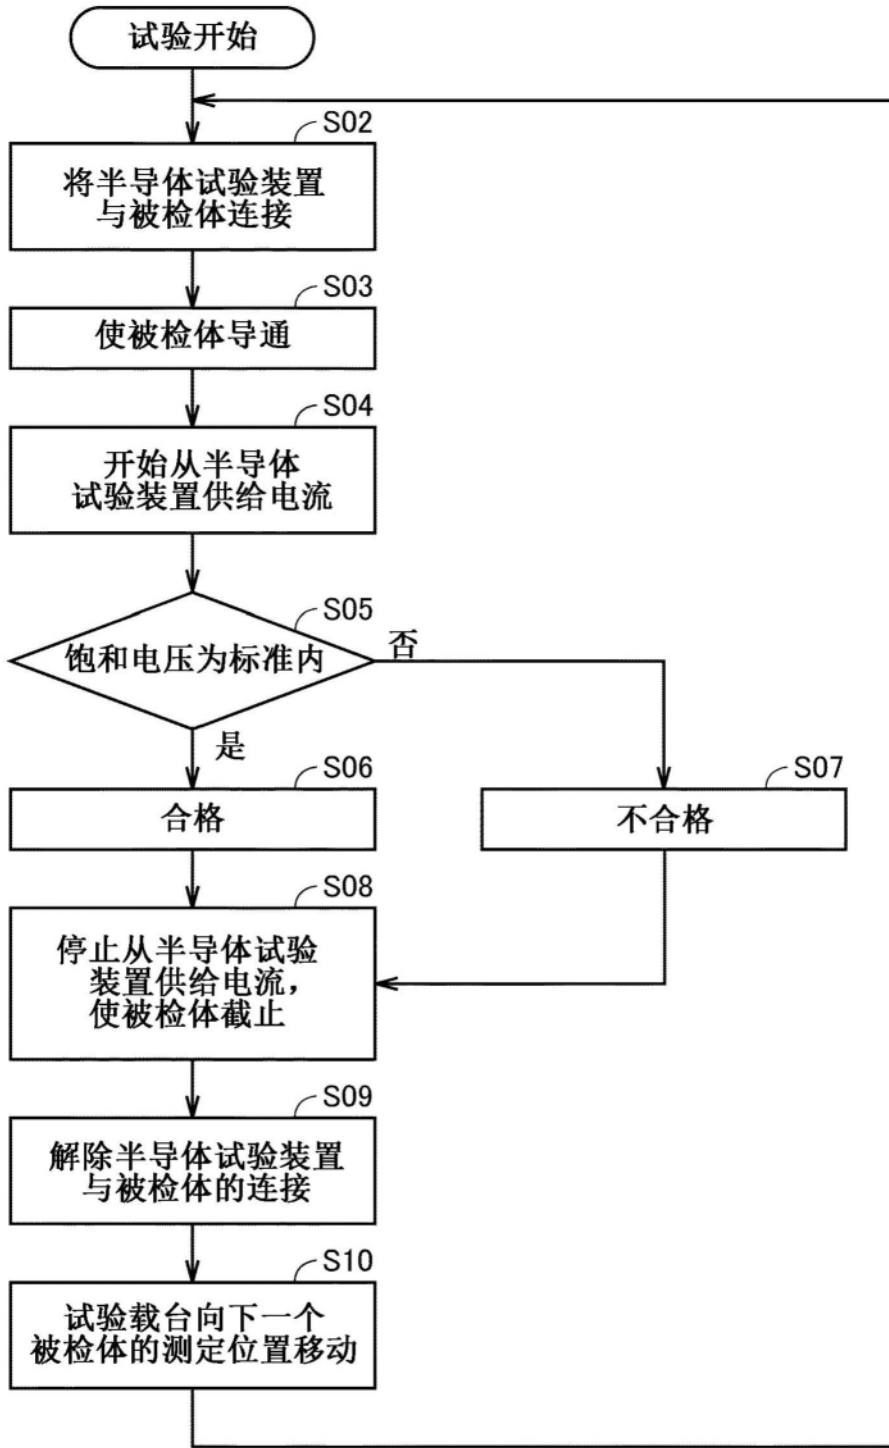 试验开始
S02
将半导体试验装置
与被检体连接
S03
使被检体导通
S04
开始从半导体
试验装置供给电流
S05
饱和电压为标准内
否
是
S06
合格
S07
不合格
S08
停止从半导体试验
装置供给电流，
使被检体截止
S09
解除半导体试验装置
与被检体的连接
S10
试验载台向下一个
被检体的测定位置移动